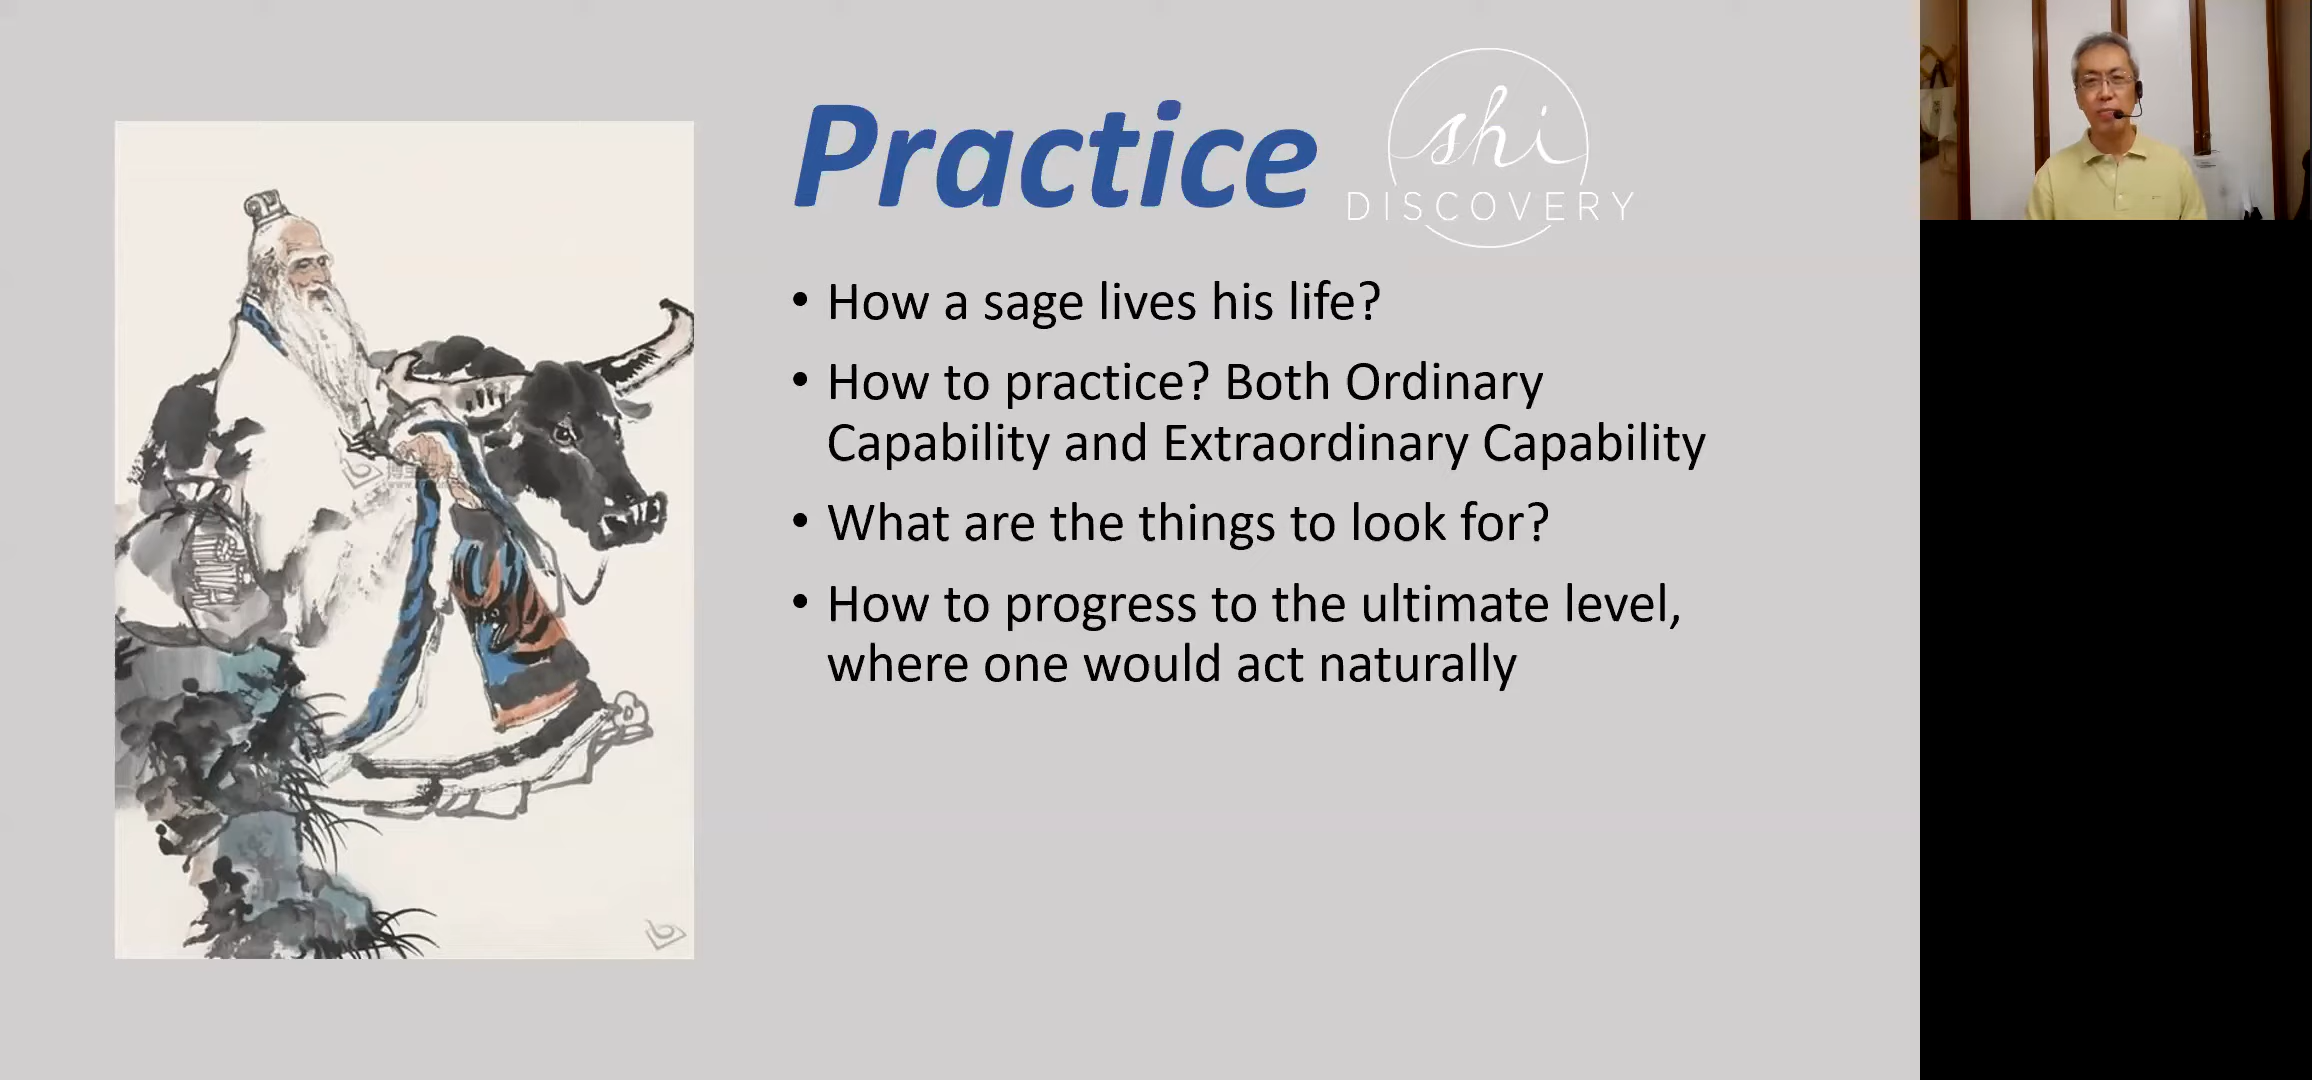 Practice
shi
DISCOVERY
• How a sage lives his life?
• How to practice? Both Ordinary
Capability and Extraordinary Capability
• What are the things to look for?
• How to progress to the ultimate level,
where one would act naturally